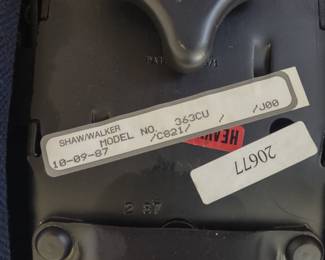 SHAW/WALKER
MODEL NO. 363CU
10-09-87 /C821/ / /J00
20677
2 87